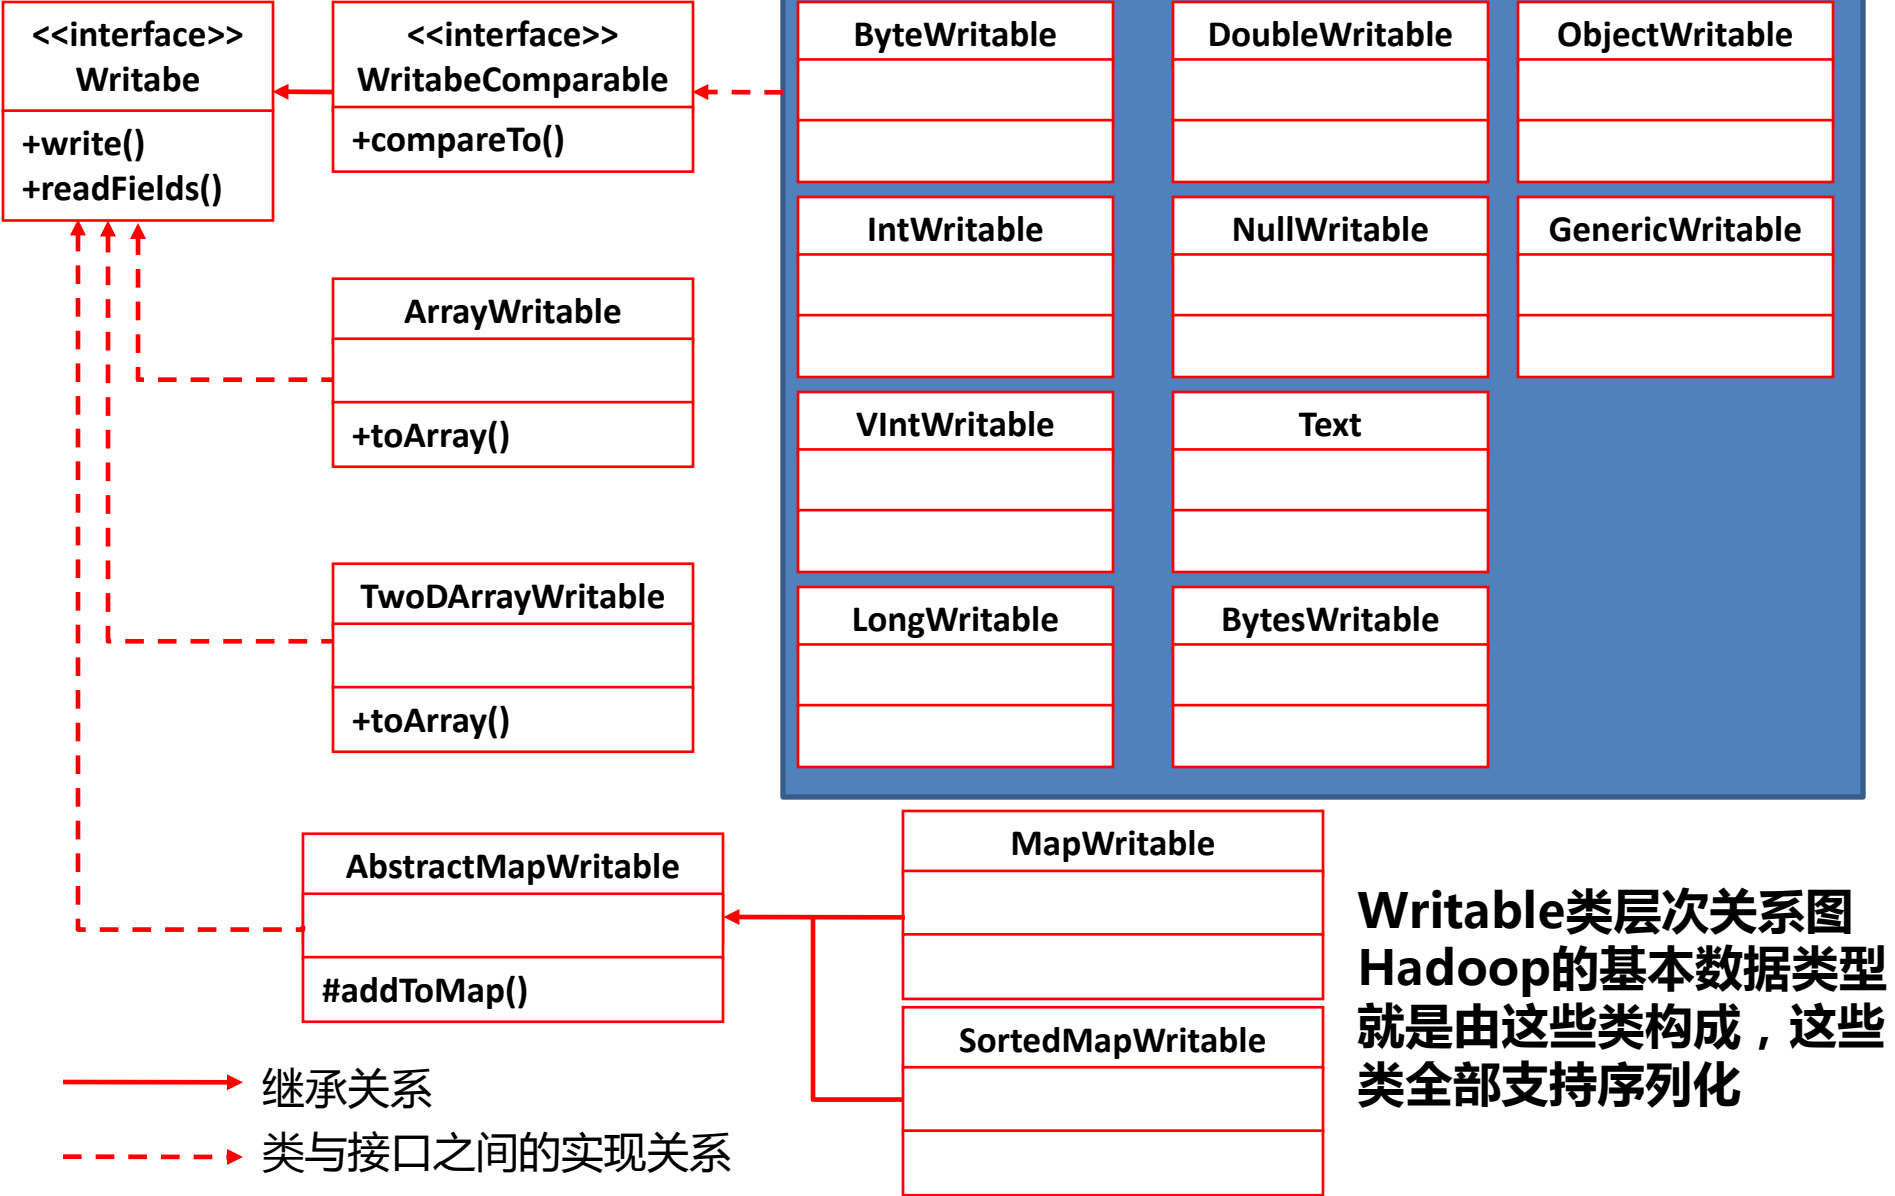 <<interface>>
Writabe
+write()
+readFields()
<<interface>>
WritabeComparable
+compareTo()
ByteWritable
DoubleWritable
ObjectWritable
IntWritable
NullWritable
GenericWritable
VIntWritable
Text
LongWritable
BytesWritable
ArrayWritable
+toArray()
TwoDArrayWritable
+toArray()
AbstractMapWritable
#addToMap()
MapWritable
SortedMapWritable
Writable类层次关系图
Hadoop的基本数据类型
就是由这些类构成，这些
类全部支持序列化
继承关系
类与接口之间的实现关系